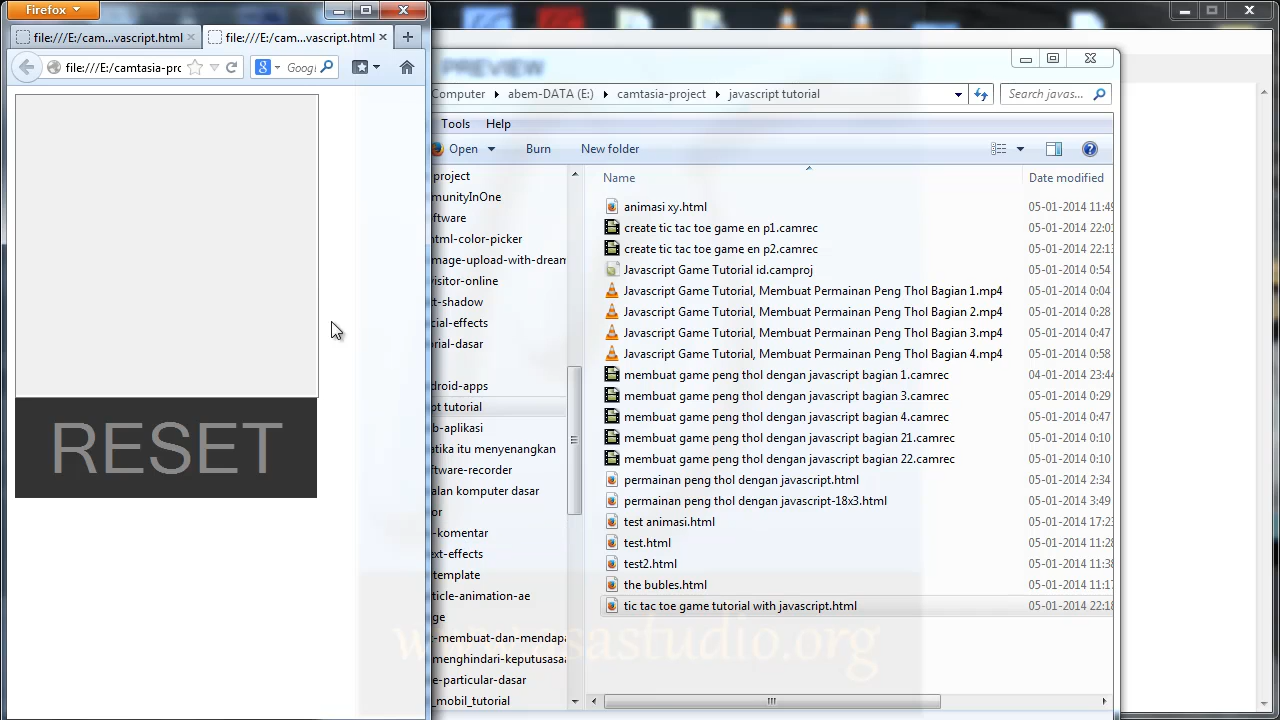 Firefox
file:///E:/cam...vascript.html
file:///E:/cam...vascript.html
file:///E:/camtasia-prc
Googl
RESET
PREVIEW
Computer
abem-DATA (E:)
camtasia-project
javascript tutorial
Search javas...
Tools
Help
Open
Burn
New folder
project
munityInOne
ftware
html-color-picker
mage-upload-with-dream
visitor-online
t-shadow
cial-effects
rial-dasar
droid-apps
pt tutorial
b-aplikasi
atika itu menyenangkan
ftware-recorder
alan komputer dasar
or
-komentar
ext-effects
template
ticle-animation-ae
ge
-membuat-dan-mendapa
menghindari-keputusasa
e-particular-dasar
_mobil_tutorial
Name
Date modified
animasi xy.html
05-01-2014 11:49
create tic tac toe game en p1.camrec
05-01-2014 22:01
create tic tac toe game en p2.camrec
05-01-2014 22:13
Javascript Game Tutorial id.camproj
05-01-2014 0:54
Javascript Game Tutorial, Membuat Permainan Peng Thol Bagian 1.mp4
05-01-2014 0:04
Javascript Game Tutorial, Membuat Permainan Peng Thol Bagian 2.mp4
05-01-2014 0:28
Javascript Game Tutorial, Membuat Permainan Peng Thol Bagian 3.mp4
05-01-2014 0:47
Javascript Game Tutorial, Membuat Permainan Peng Thol Bagian 4.mp4
05-01-2014 0:58
membuat game peng thol dengan javascript bagian 1.camrec
04-01-2014 23:44
membuat game peng thol dengan javascript bagian 3.camrec
05-01-2014 0:29
membuat game peng thol dengan javascript bagian 4.camrec
05-01-2014 0:47
membuat game peng thol dengan javascript bagian 21.camrec
05-01-2014 0:10
membuat game peng thol dengan javascript bagian 22.camrec
05-01-2014 0:10
permainan peng thol dengan javascript.html
05-01-2014 2:34
permainan peng thol dengan javascript-18x3.html
05-01-2014 3:49
test animasi.html
05-01-2014 17:23
test.html
05-01-2014 11:28
test2.html
05-01-2014 11:38
the bubles.html
05-01-2014 11:17
tic tac toe game tutorial with javascript.html
05-01-2014 22:18